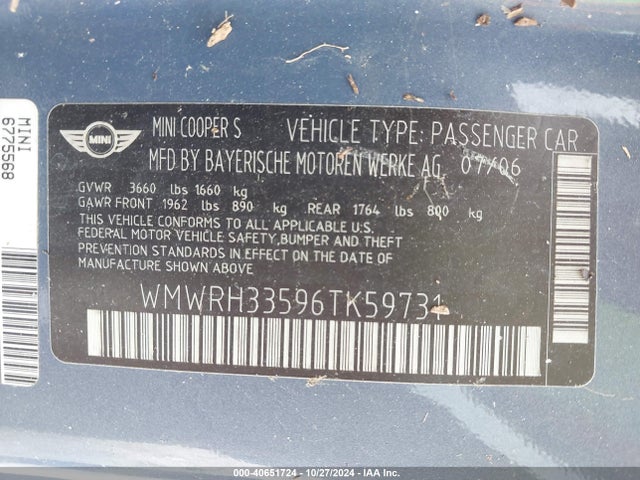 MINI
6775568
MINI
MINI COOPER S VEHICLE TYPE: PASSENGER CAR
MFD BY BAYERISCHE MOTOREN WERKE AG 07/06
GVWR 3660 lbs 1660 kg
GAWR FRONT 1962 lbs 890 kg REAR 1764 lbs 800 kg
THIS VEHICLE CONFORMS TO ALL APPLICABLE U.S.
FEDERAL MOTOR VEHICLE SAFETY,BUMPER AND THEFT
PREVENTION STANDARDS IN EFFECT ON THE DATE OF
MANUFACTURE SHOWN ABOVE.
WMWRH33596TK59731
000-40651724 | 10/27/2024 | IAA Inc.